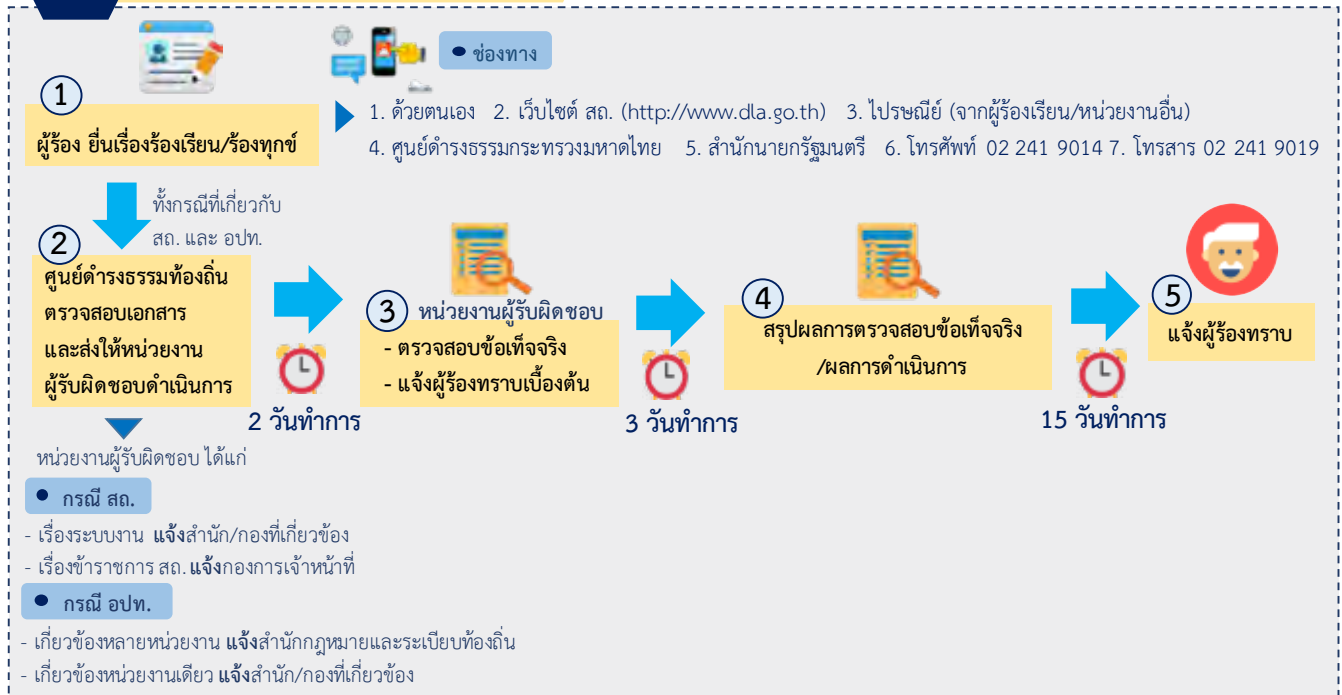 ช่องทาง
1
ผู้ร้อง ยื่นเรื่องร้องเรียน/ร้องทุกข์
1. ด้วยตนเอง 2. เว็บไซต์ สถ. (http://www.dla.go.th) 3. ไปรษณีย์ (จากผู้ร้องเรียน/หน่วยงานอื่น)
4. ศูนย์ดำรงธรรมกระทรวงมหาดไทย 5. สำนักนายกรัฐมนตรี 6. โทรศัพท์ 02 241 9014 7. โทรสาร 02 241 9019
ทั้งกรณีที่เกี่ยวกับ
สถ. และ อปท.
2
ศูนย์ดำรงธรรมท้องถิ่น
ตรวจสอบเอกสาร
และส่งให้หน่วยงาน
ผู้รับผิดชอบดำเนินการ
2 วันทำการ
3 หน่วยงานผู้รับผิดชอบ
- ตรวจสอบข้อเท็จจริง
- แจ้งผู้ร้องทราบเบื้องต้น
3 วันทำการ
4
สรุปผลการตรวจสอบข้อเท็จจริง
/ผลการดำเนินการ
15 วันทำการ
5
แจ้งผู้ร้องทราบ
หน่วยงานผู้รับผิดชอบ ได้แก่
• กรณี สถ.
- เรื่องระบบงาน แจ้งสำนัก/กองที่เกี่ยวข้อง
- เรื่องข้าราชการ สถ. แจ้งกองการเจ้าหน้าที่
• กรณี อปท.
- เกี่ยวข้องหลายหน่วยงาน แจ้งสำนักกฎหมายและระเบียบท้องถิ่น
- เกี่ยวข้องหน่วยงานเดียว แจ้งสำนัก/กองที่เกี่ยวข้อง